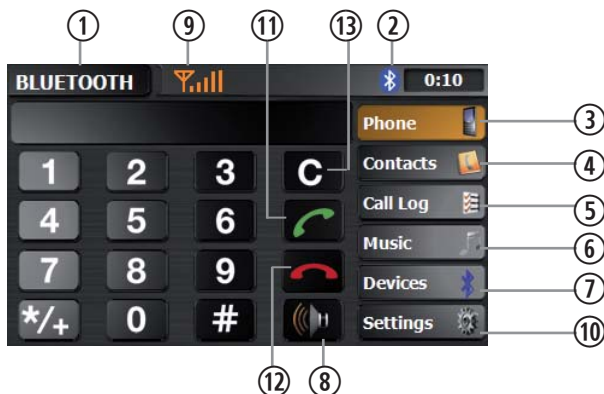 ① ⑨ ⑪ ⑬ ②
BLUETOOTH 0:10
Phone ③
Contacts ④
Call Log ⑤
Music ⑥
Devices ⑦
Settings ⑩
1 2 3 C
4 5 6
7 8 9
*/+ 0 #
⑫ ⑧